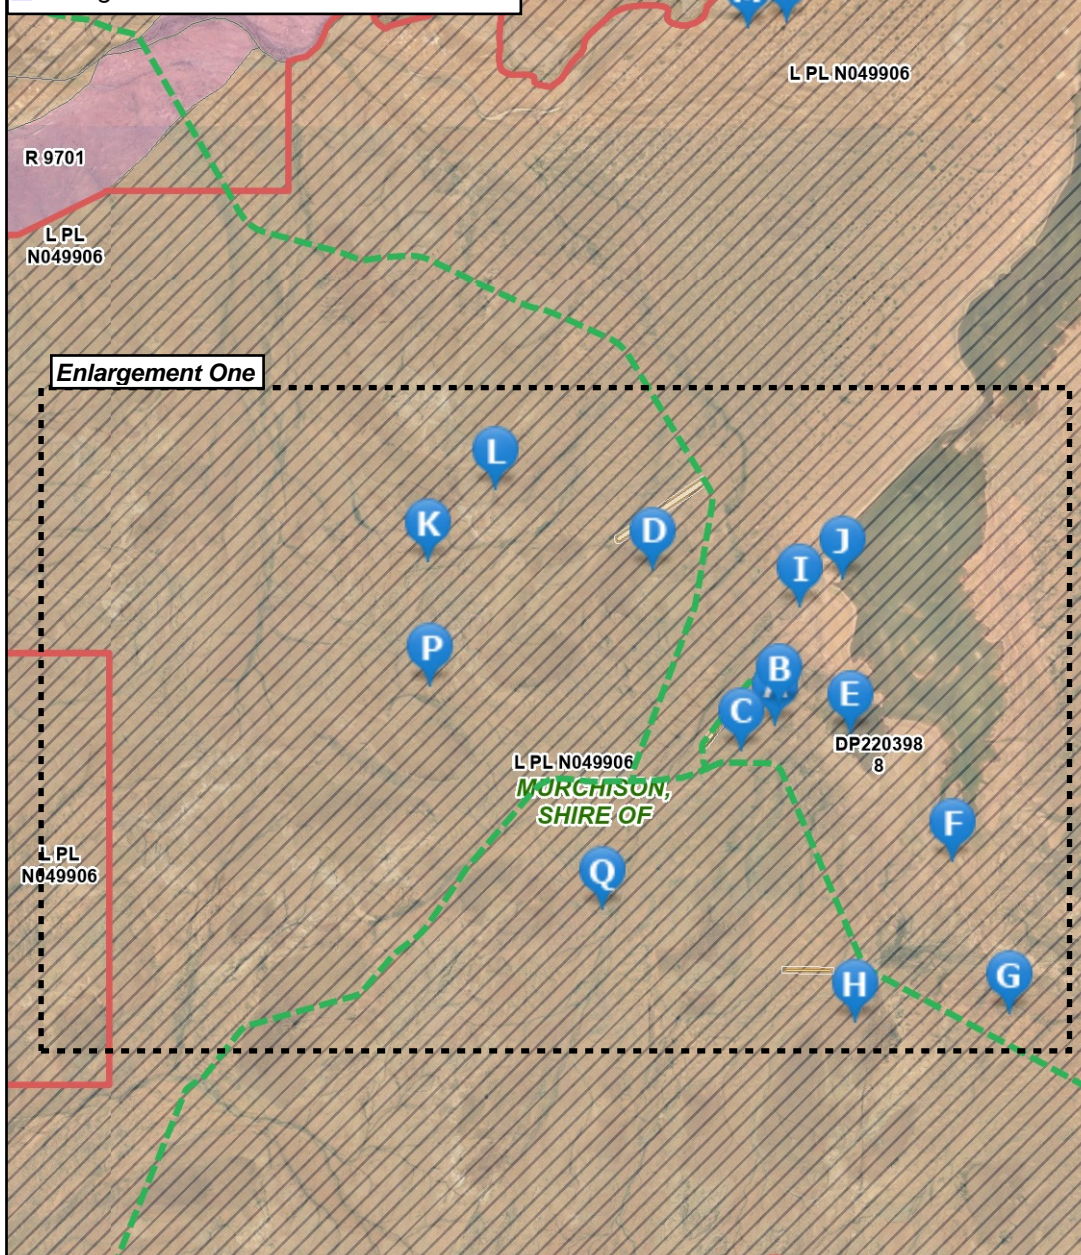 L PL N049906
R 9701
L PL
N049906
Enlargement One
L
K
D
J
I
P
B
E
C
DP220398
8
L PL N049906
MURCHISON,
SHIRE OF
F
L PL
N049906
Q
G
H